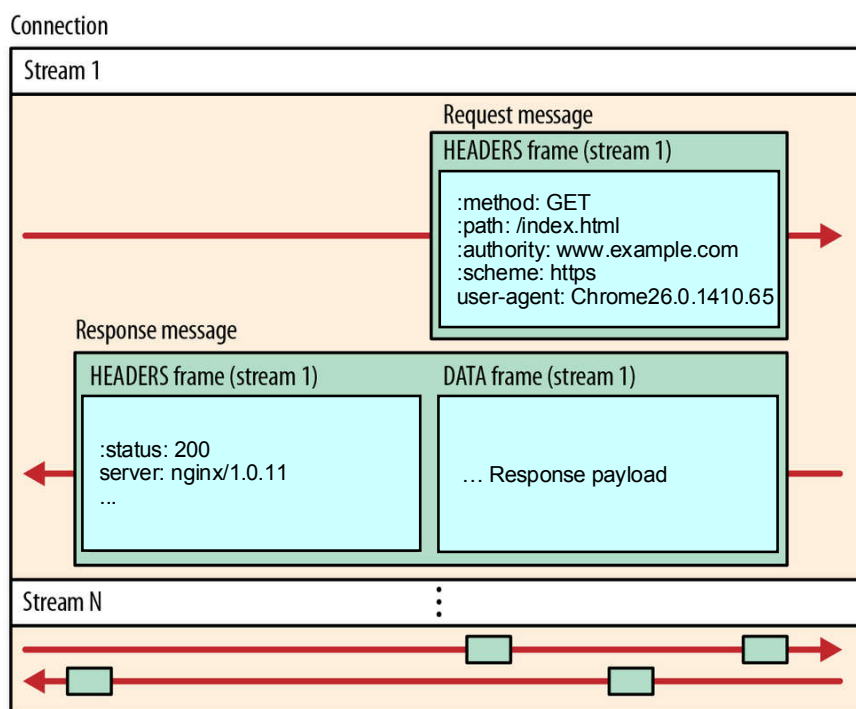 Connection
Stream 1
Request message
HEADERS frame (stream 1)
:method: GET
:path: /index.html
:authority: www.example.com
:scheme: https
user-agent: Chrome26.0.1410.65
Response message
HEADERS frame (stream 1)
:status: 200
server: nginx/1.0.11
...
DATA frame (stream 1)
... Response payload
Stream N
⋮